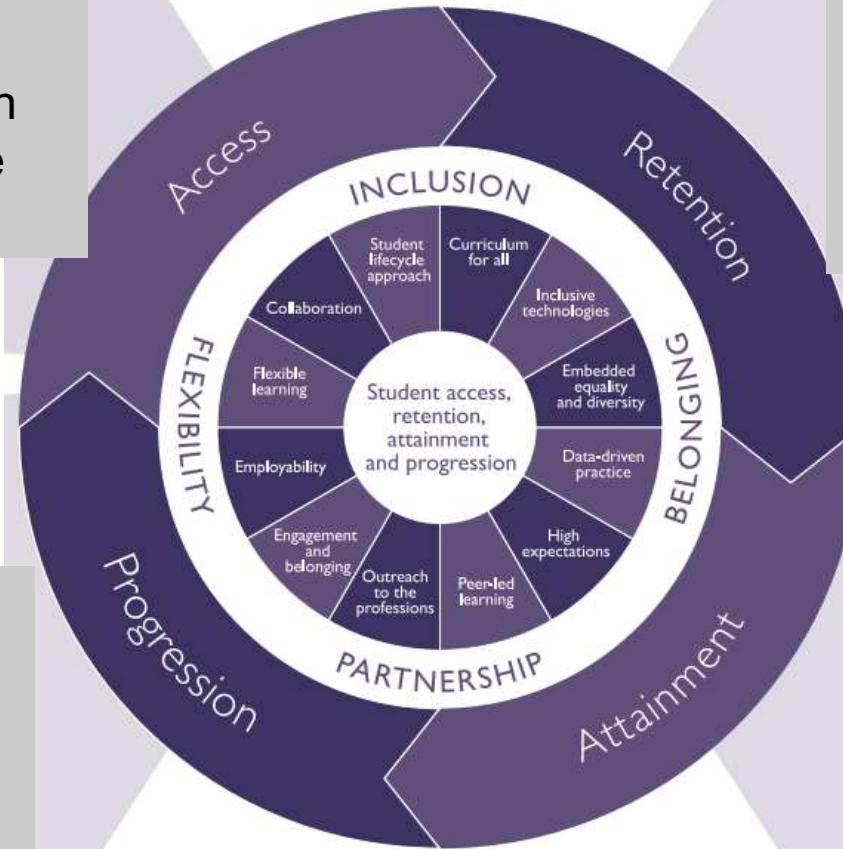 Access
Retention
Attainment
Progression
INCLUSION
BELONGING
PARTNERSHIP
FLEXIBILITY
Student
lifecycle
approach
Curriculum
for all
Inclusive
technologies
Embedded
equality
and diversity
Data-driven
practice
High
expectations
Peer-led
learning
Outreach
to the
professions
Engagement
and
belonging
Employability
Flexible
learning
Collaboration
Student access,
retention,
attainment
and progression